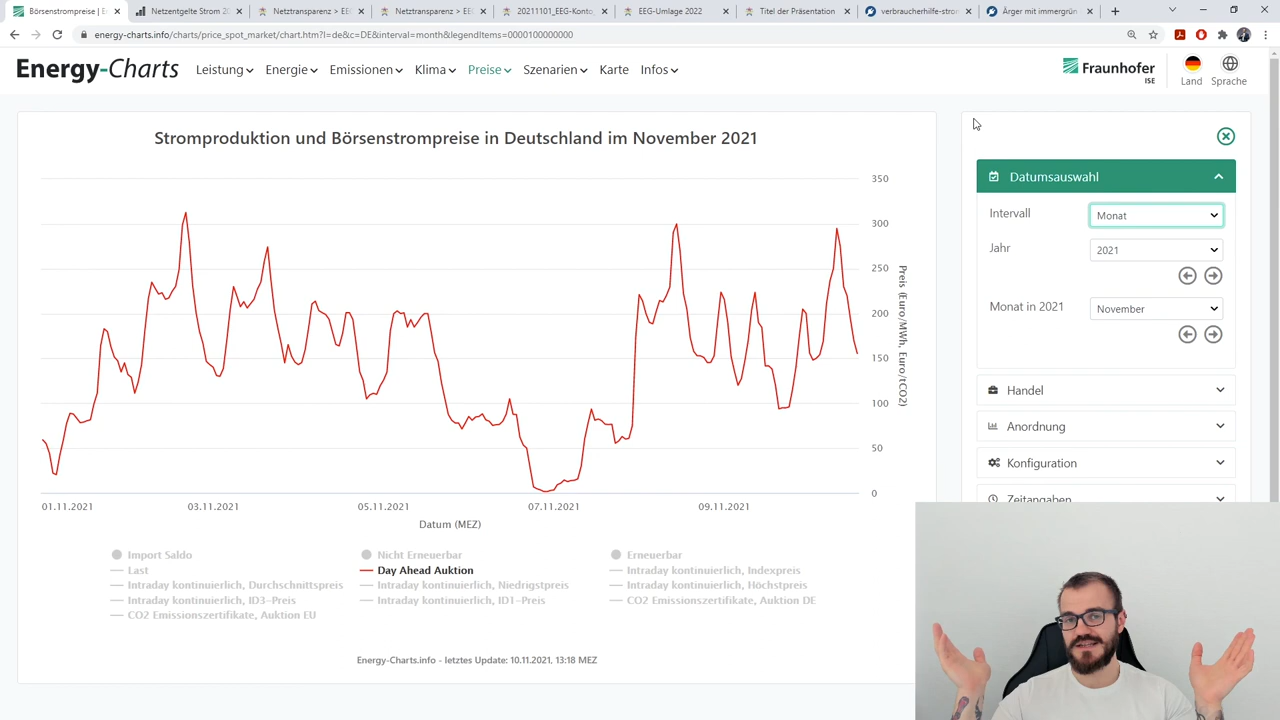 Börsenstrompreise | E
Netzentgelte Strom 20
Netztransparenz > EEG
Netztransparenz > EEG
20211101_EEG-Konto_
EEG-Umlage 2022
Titel der Präsentation
verbraucherhilfe-stron
Ärger mit immergrün
energy-charts.info/charts/price_spot_market/chart.htm?l=de&c=DE&interval=month&legendItems=0000100000000
Energy-Charts
Leistung
Energie
Emissionen
Klima
Preise
Szenarien
Karte
Infos
Fraunhofer
ISE
Land
Sprache
Stromproduktion und Börsenstrompreise in Deutschland im November 2021
350
300
250
200
150
100
50
0
Preis (Euro/MWh, Euro/tCO2)
01.11.2021
03.11.2021
05.11.2021
07.11.2021
09.11.2021
Datum (MEZ)
Import Saldo
Nicht Erneuerbar
Erneuerbar
Last
Day Ahead Auktion
Intraday kontinuierlich, Indexpreis
Intraday kontinuierlich, Durchschnittspreis
Intraday kontinuierlich, Niedrigstpreis
Intraday kontinuierlich, Höchstpreis
Intraday kontinuierlich, ID3-Preis
Intraday kontinuierlich, ID1-Preis
CO2 Emissionszertifikate, Auktion DE
CO2 Emissionszertifikate, Auktion EU
Energy-Charts.info - letztes Update: 10.11.2021, 13:18 MEZ
Datumsauswahl
Intervall
Monat
Jahr
2021
Monat in 2021
November
Handel
Anordnung
Konfiguration
Zeitangaben